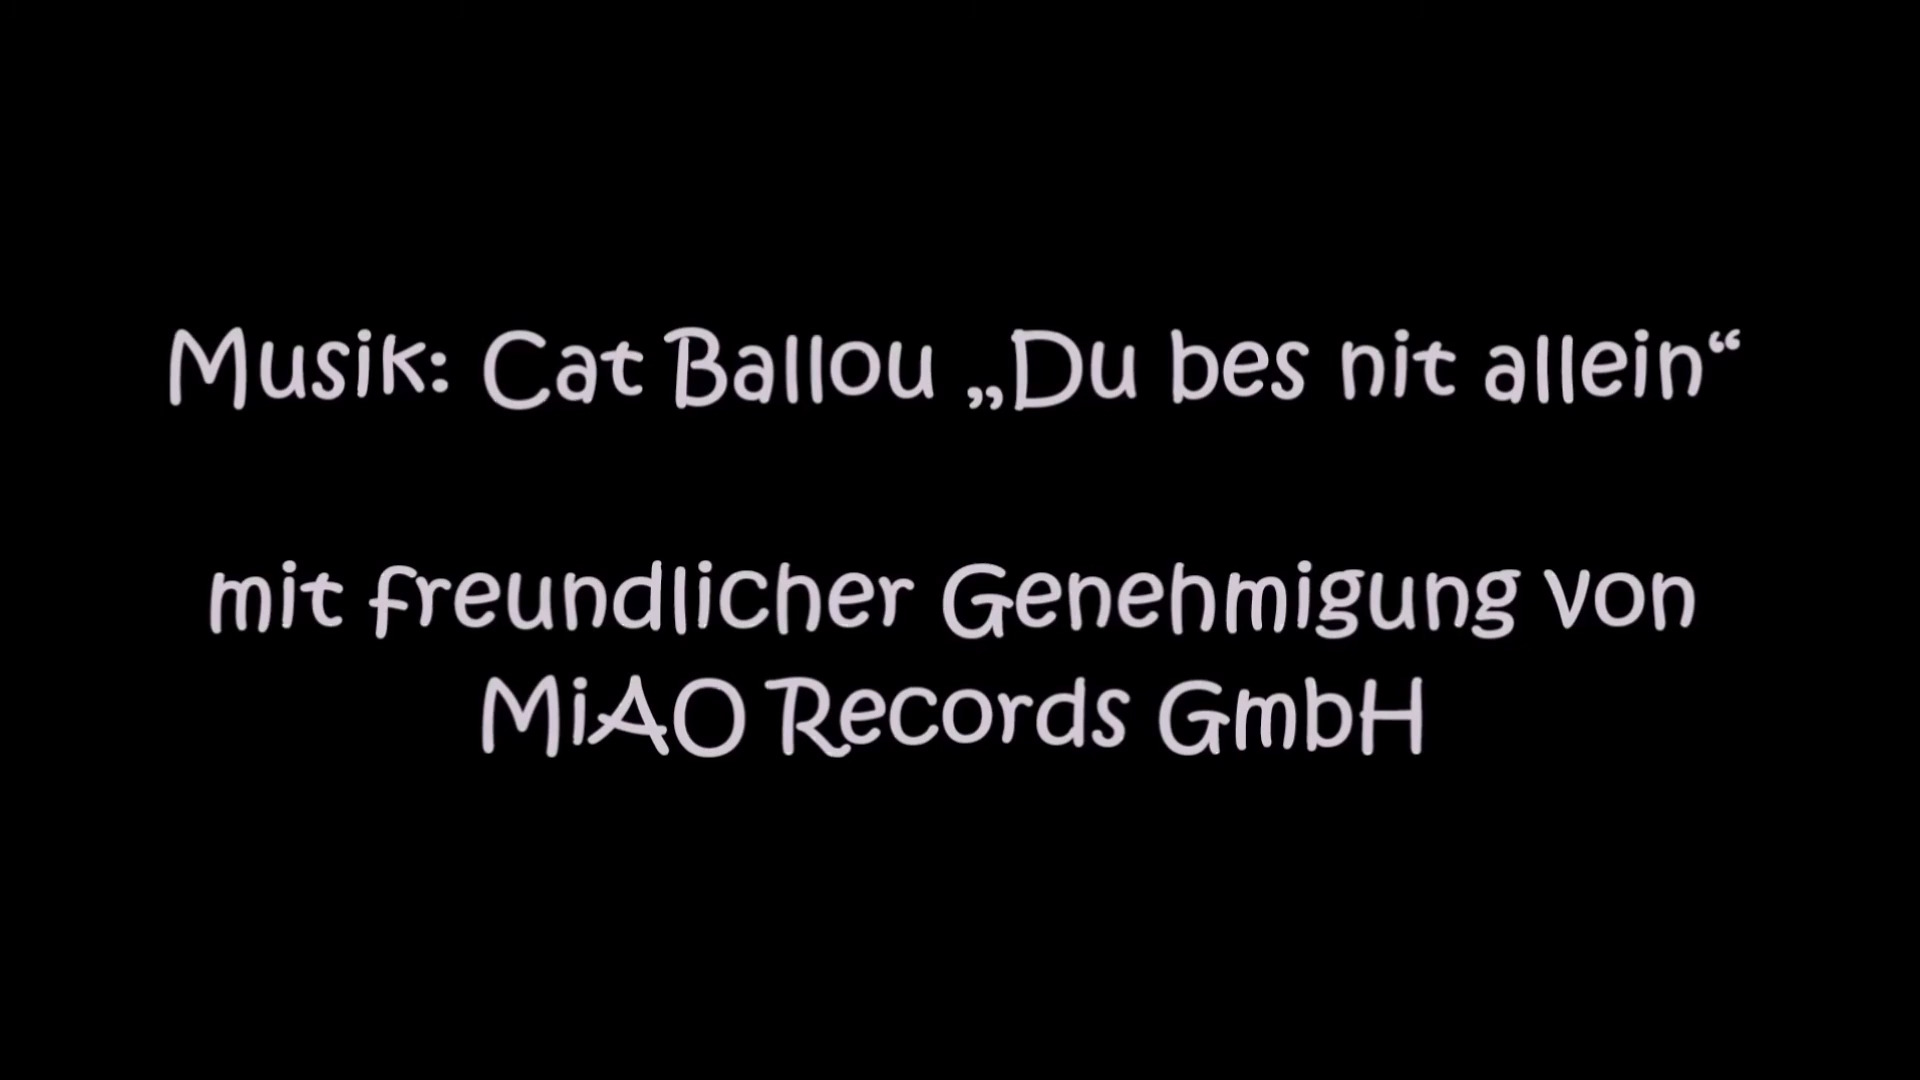 Musik: Cat Ballou „Du bes nit allein“
mit freundlicher Genehmigung von
MiAO Records GmbH